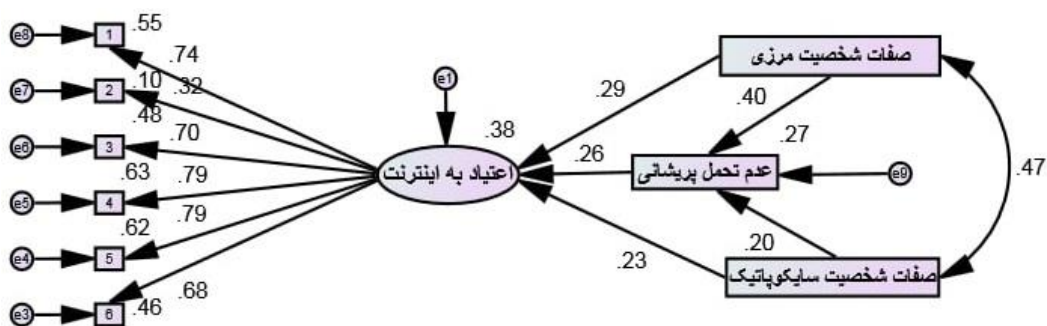 e8
1
.55
.74
e7
2
.10
.32
e6
3
.48
.70
e5
4
.63
.79
e4
5
.62
.79
e3
6
.46
.68
e1
.38
اعتیاد به اینترنت
.29
.26
.23
صفات شخصیت مرزی
.40
.27
عدم تحمل پریشانی
e9
.20
صفات شخصیت سایکوپاتیک
.47